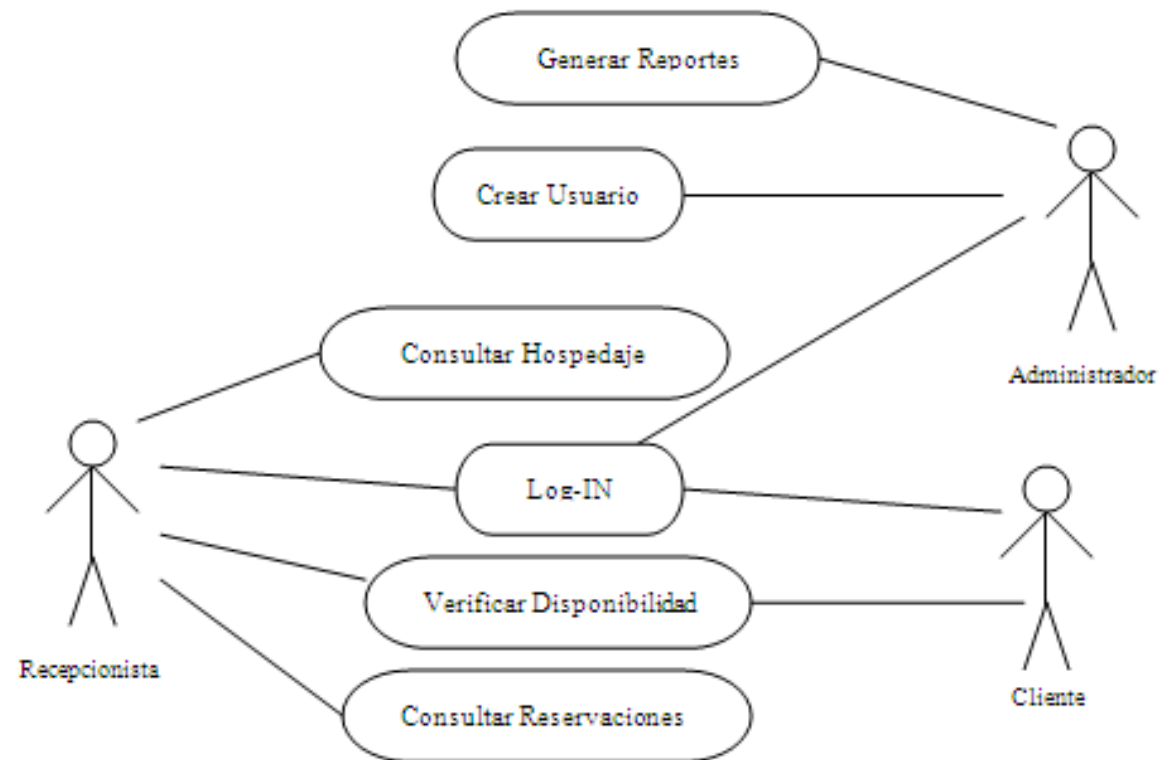 Generar Reportes
Crear Usuario
Consultar Hospedaje
Administrador
Log-IN
Verificar Disponibilidad
Recepcionista
Cliente
Consultar Reservaciones